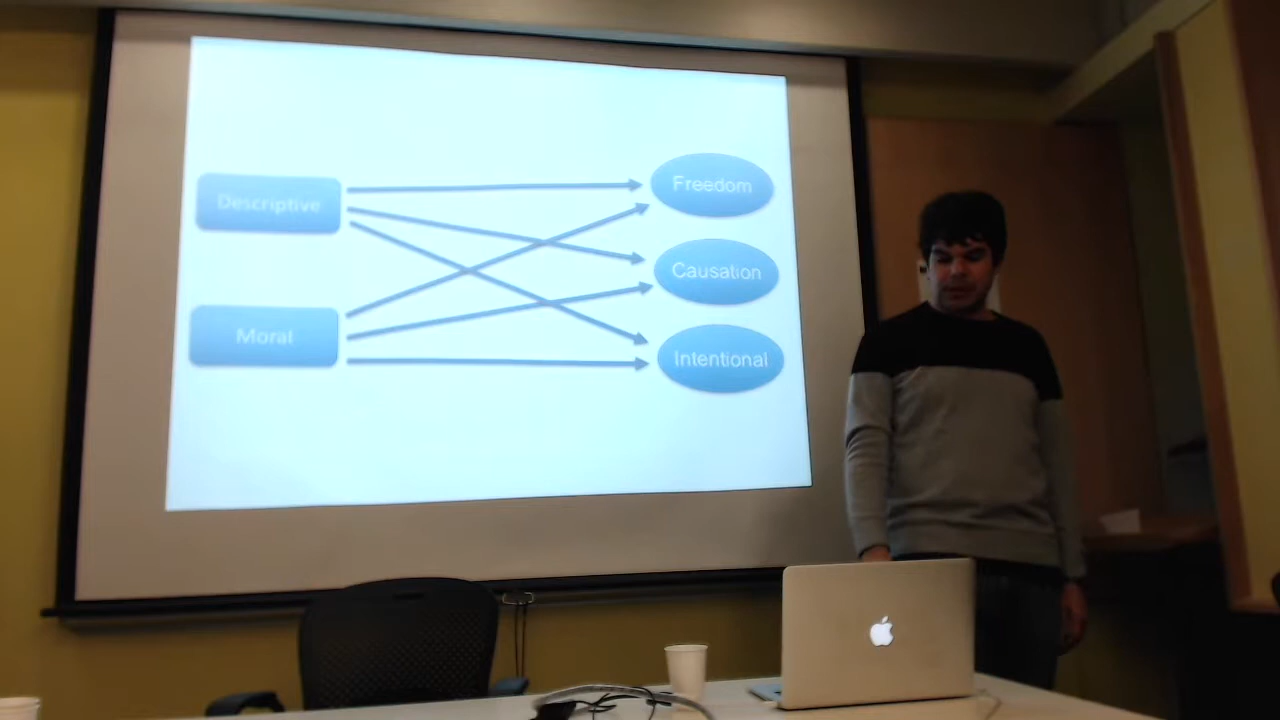 Descriptive
Moral
Freedom
Causation
Intentional